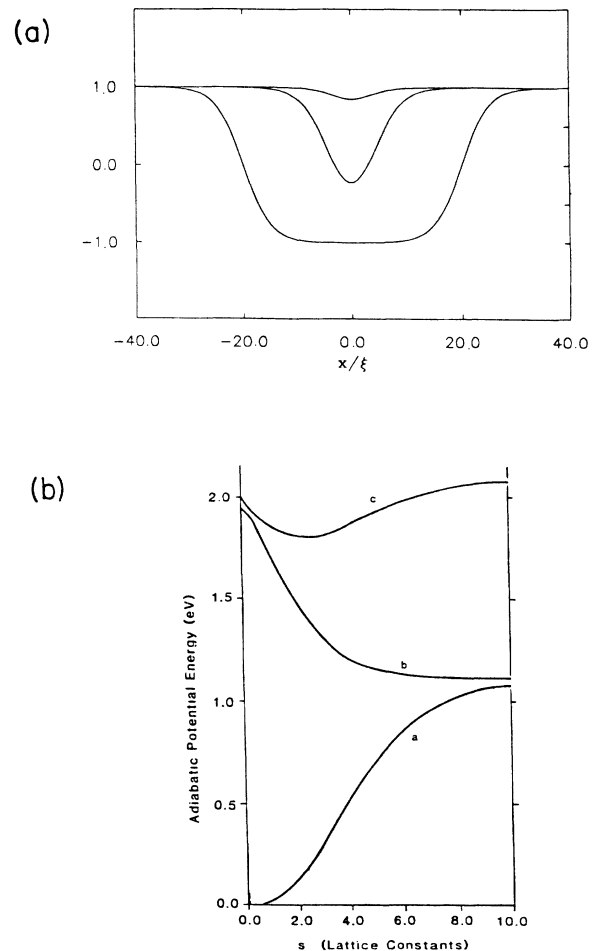 (a)
1.0
0.0
−1.0
−40.0 −20.0 0.0 20.0 40.0
x/ξ
(b)
Adiabatic Potential Energy (eV)
2.0
1.5
1.0
0.5
0.0
c
b
a
0.0 2.0 4.0 6.0 8.0 10.0
s (Lattice Constants)